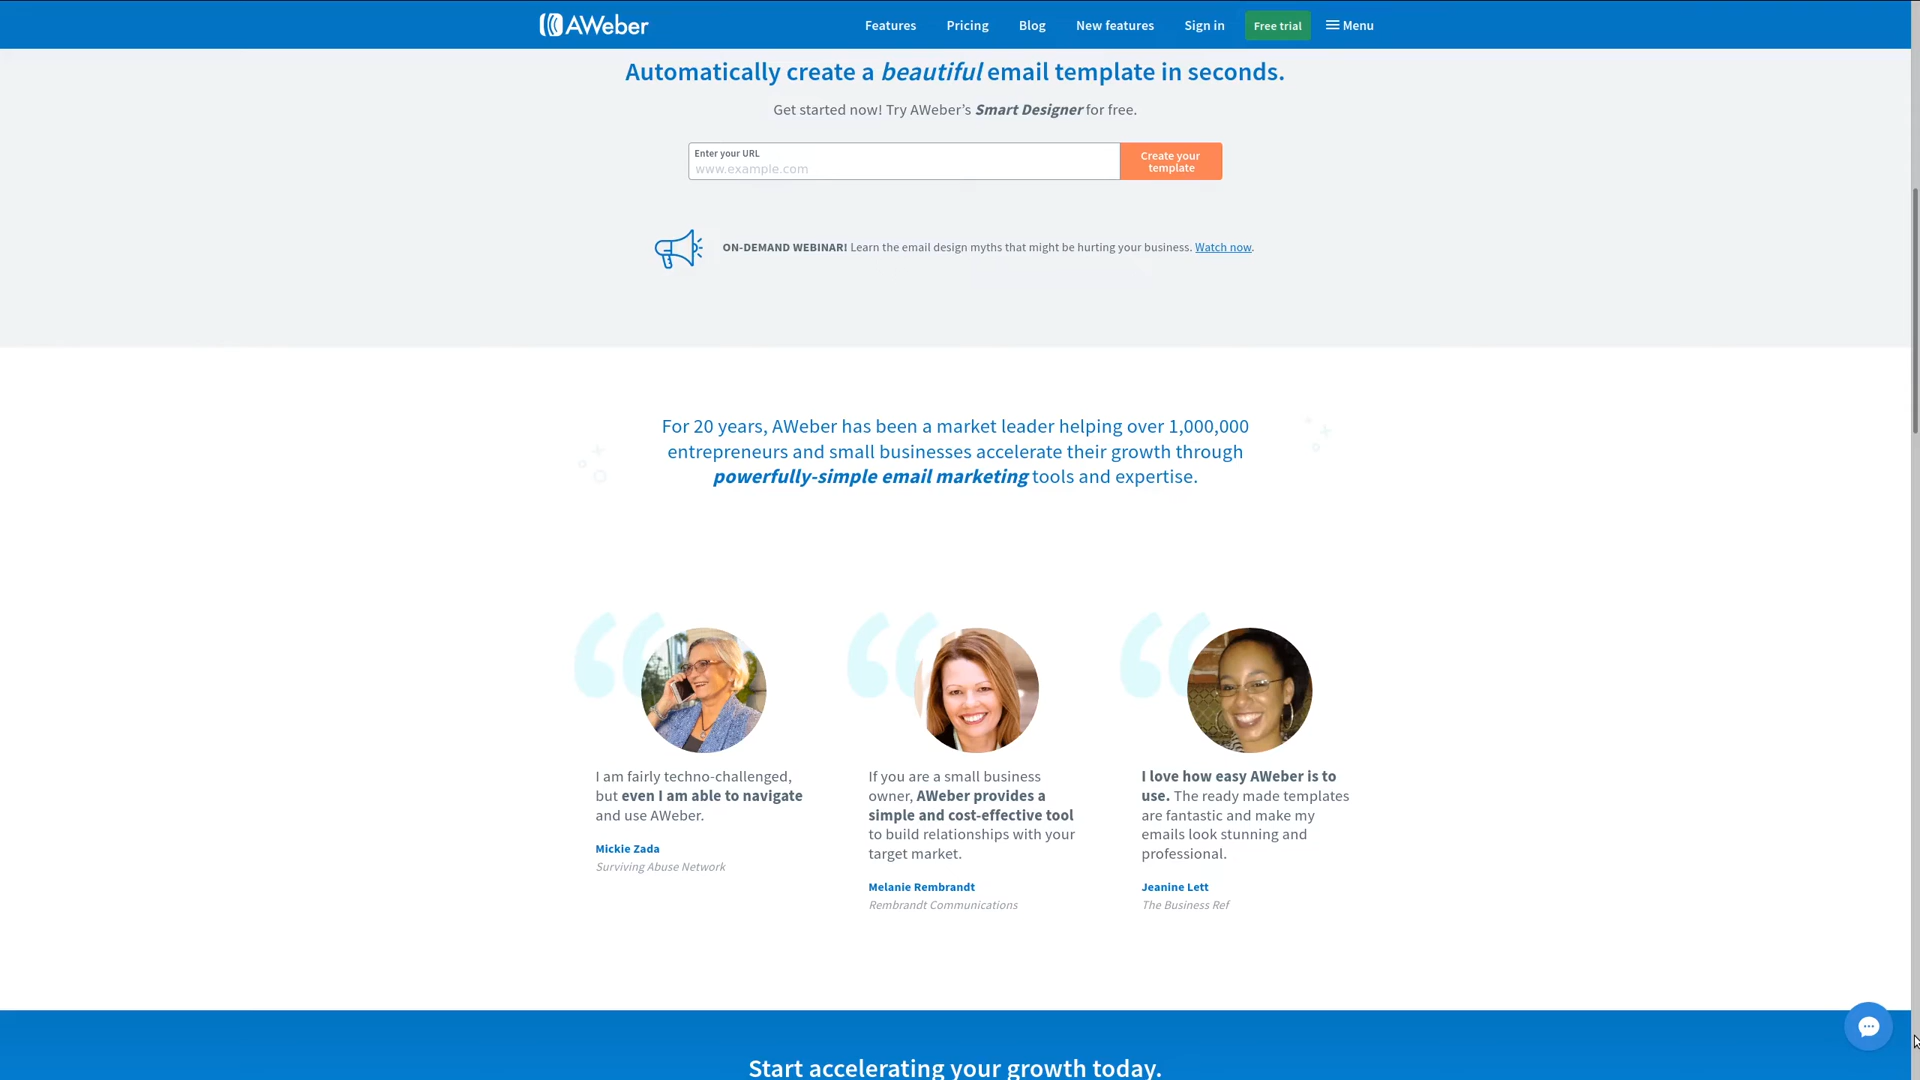 AWeber
Features
Pricing
Blog
New features
Sign in
Free trial
Menu
Automatically create a beautiful email template in seconds.
Get started now! Try AWeber’s Smart Designer for free.
Enter your URL
www.example.com
Create your
template
ON-DEMAND WEBINAR! Learn the email design myths that might be hurting your business. Watch now.
For 20 years, AWeber has been a market leader helping over 1,000,000
entrepreneurs and small businesses accelerate their growth through
powerfully-simple email marketing tools and expertise.
I am fairly techno-challenged,
but even I am able to navigate
and use AWeber.
Mickie Zada
Surviving Abuse Network
If you are a small business
owner, AWeber provides a
simple and cost-effective tool
to build relationships with your
target market.
Melanie Rembrandt
Rembrandt Communications
I love how easy AWeber is to
use. The ready made templates
are fantastic and make my
emails look stunning and
professional.
Jeanine Lett
The Business Ref
Start accelerating your growth today.